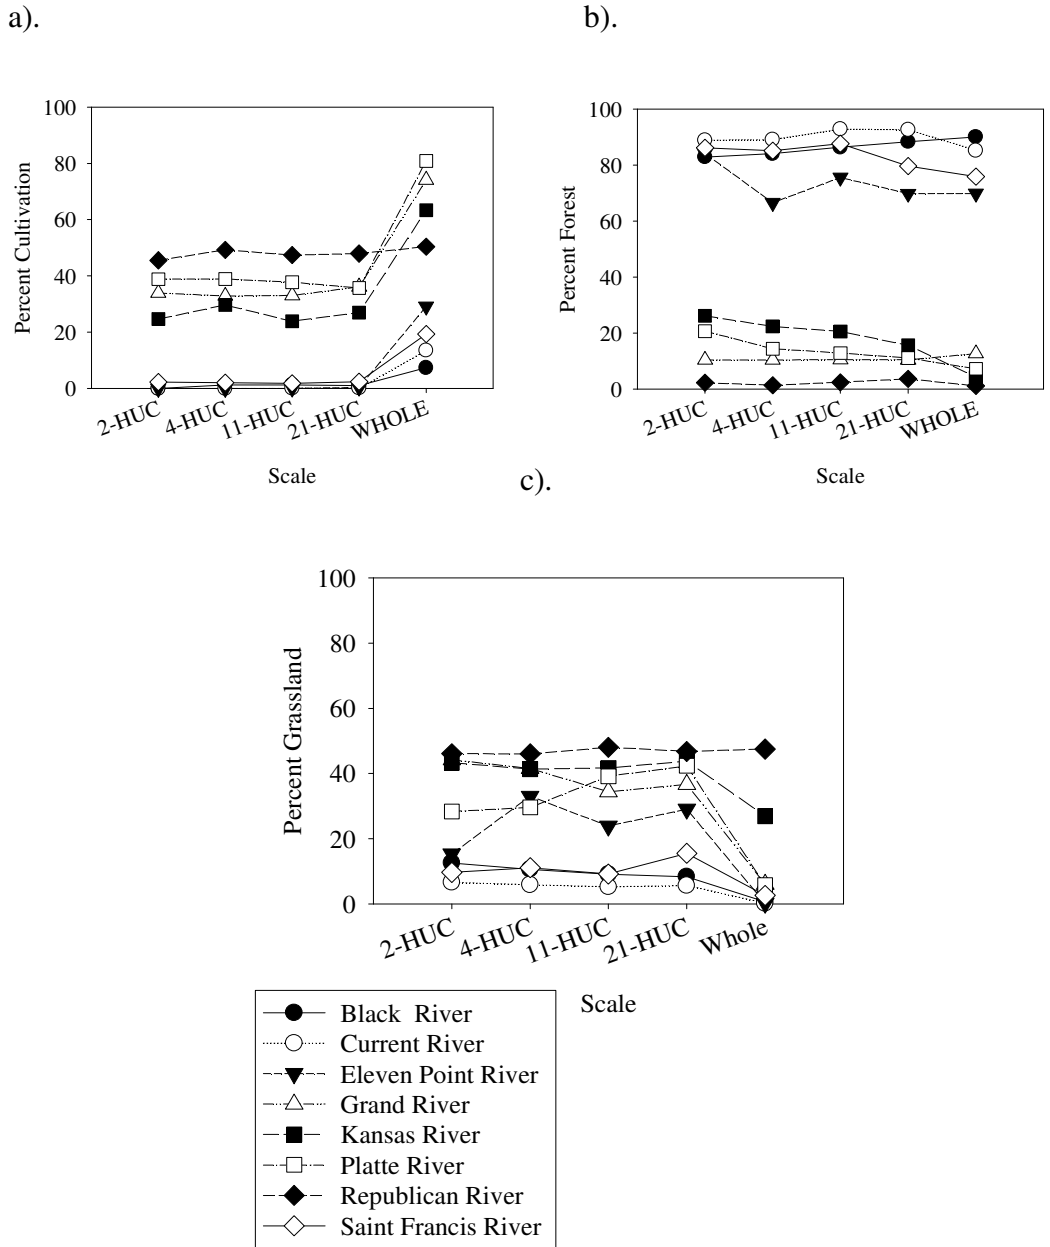 a).
b).
100
80
60
40
20
0
Percent Cultivation
2-HUC
4-HUC
11-HUC
21-HUC
WHOLE
Scale
100
80
60
40
20
0
Percent Forest
2-HUC
4-HUC
11-HUC
21-HUC
WHOLE
Scale
c).
100
80
60
40
20
0
Percent Grassland
2-HUC
4-HUC
11-HUC
21-HUC
Whole
Scale
Black River
Current River
Eleven Point River
Grand River
Kansas River
Platte River
Republican River
Saint Francis River